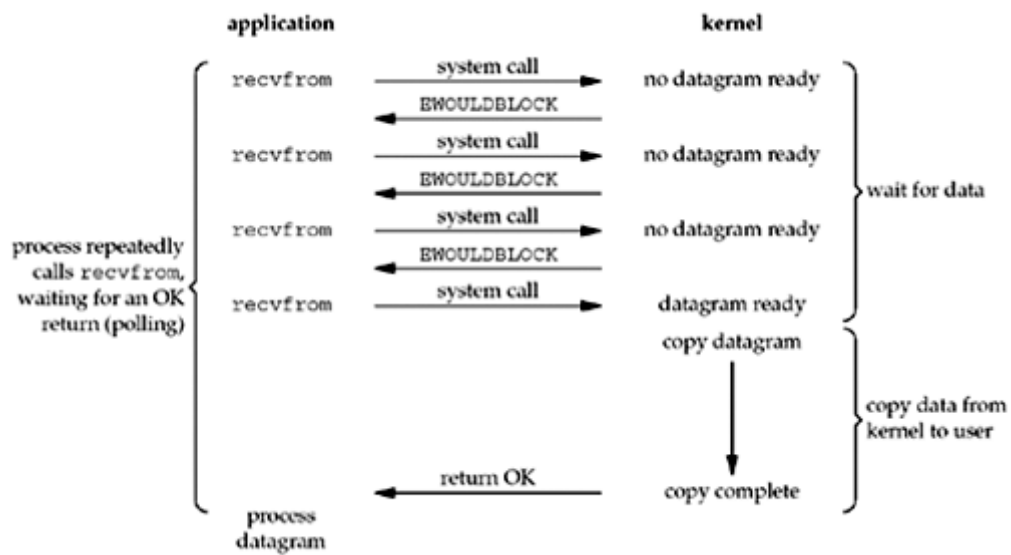 application
kernel
recvfrom
system call
no datagram ready
EWOULDBLOCK
recvfrom
system call
no datagram ready
EWOULDBLOCK
recvfrom
system call
no datagram ready
EWOULDBLOCK
recvfrom
system call
datagram ready
process repeatedly
calls recvfrom,
waiting for an OK
return (polling)
wait for data
copy datagram
copy data from
kernel to user
return OK
copy complete
process
datagram